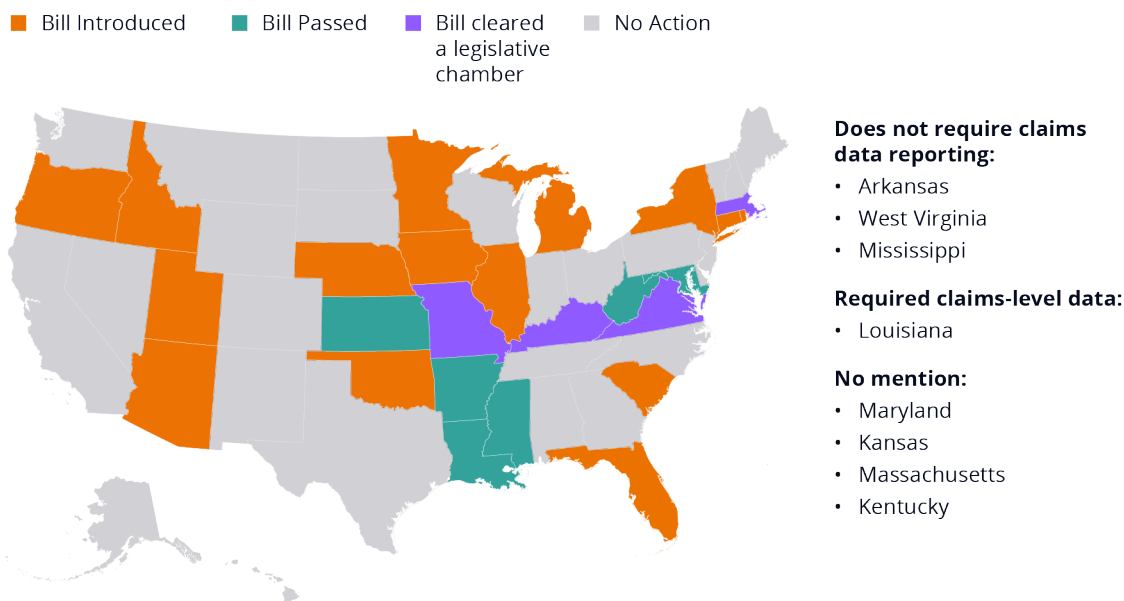 Bill Introduced
Bill Passed
Bill cleared
a legislative
chamber
No Action
Does not require claims
data reporting:
• Arkansas
• West Virginia
• Mississippi
Required claims-level data:
• Louisiana
No mention:
• Maryland
• Kansas
• Massachusetts
• Kentucky